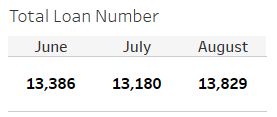 Total Loan Number
June July August
13,386 13,180 13,829